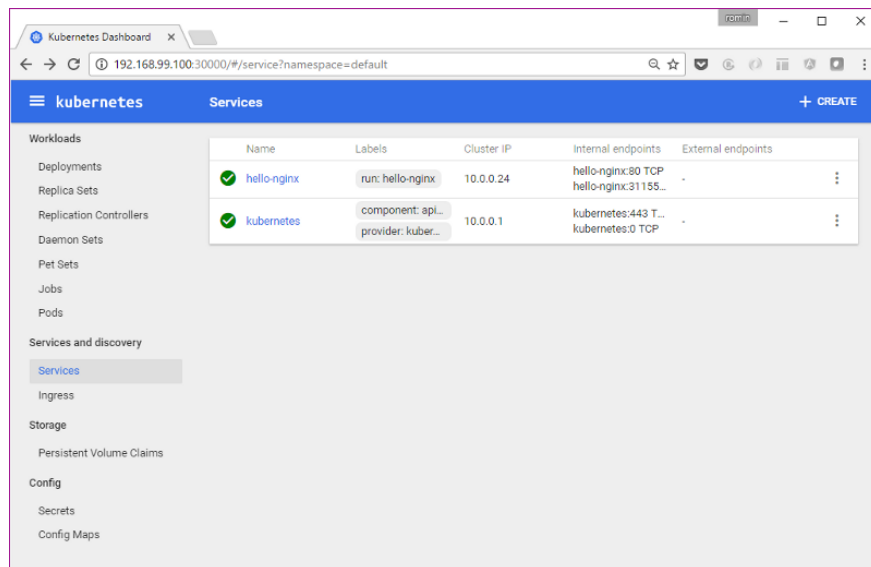 romin
Kubernetes Dashboard
192.168.99.100:30000/#/service?namespace=default
kubernetes
Services
+ CREATE
Workloads
Deployments
Replica Sets
Replication Controllers
Daemon Sets
Pet Sets
Jobs
Pods
Services and discovery
Services
Ingress
Storage
Persistent Volume Claims
Config
Secrets
Config Maps
Name Labels Cluster IP Internal endpoints External endpoints
hello-nginx run: hello-nginx 10.0.0.24 hello-nginx:80 TCP -
hello-nginx:31155...
kubernetes component: api... 10.0.0.1 kubernetes:443 T... -
provider: kuber... kubernetes:0 TCP